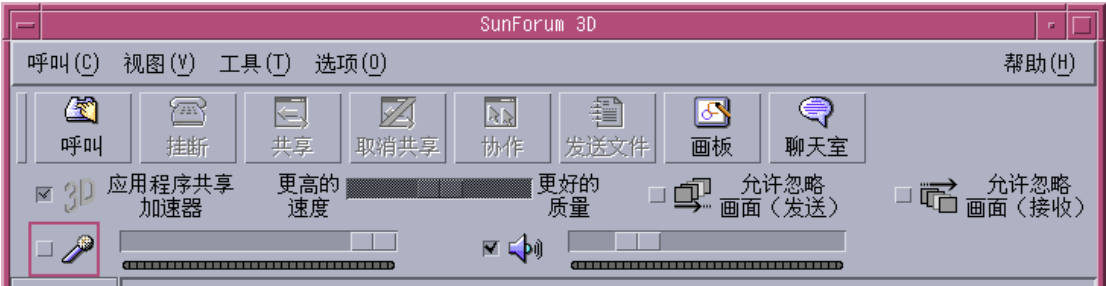 SunForum 3D
呼叫(C) 视图(V) 工具(T) 选项(O) 帮助(H)
呼叫 挂断 共享 取消共享 协作 发送文件 画板 聊天室
3D 应用程序共享 更高的 更好的 允许忽略 允许忽略
加速器 速度 质量 画面（发送） 画面（接收）